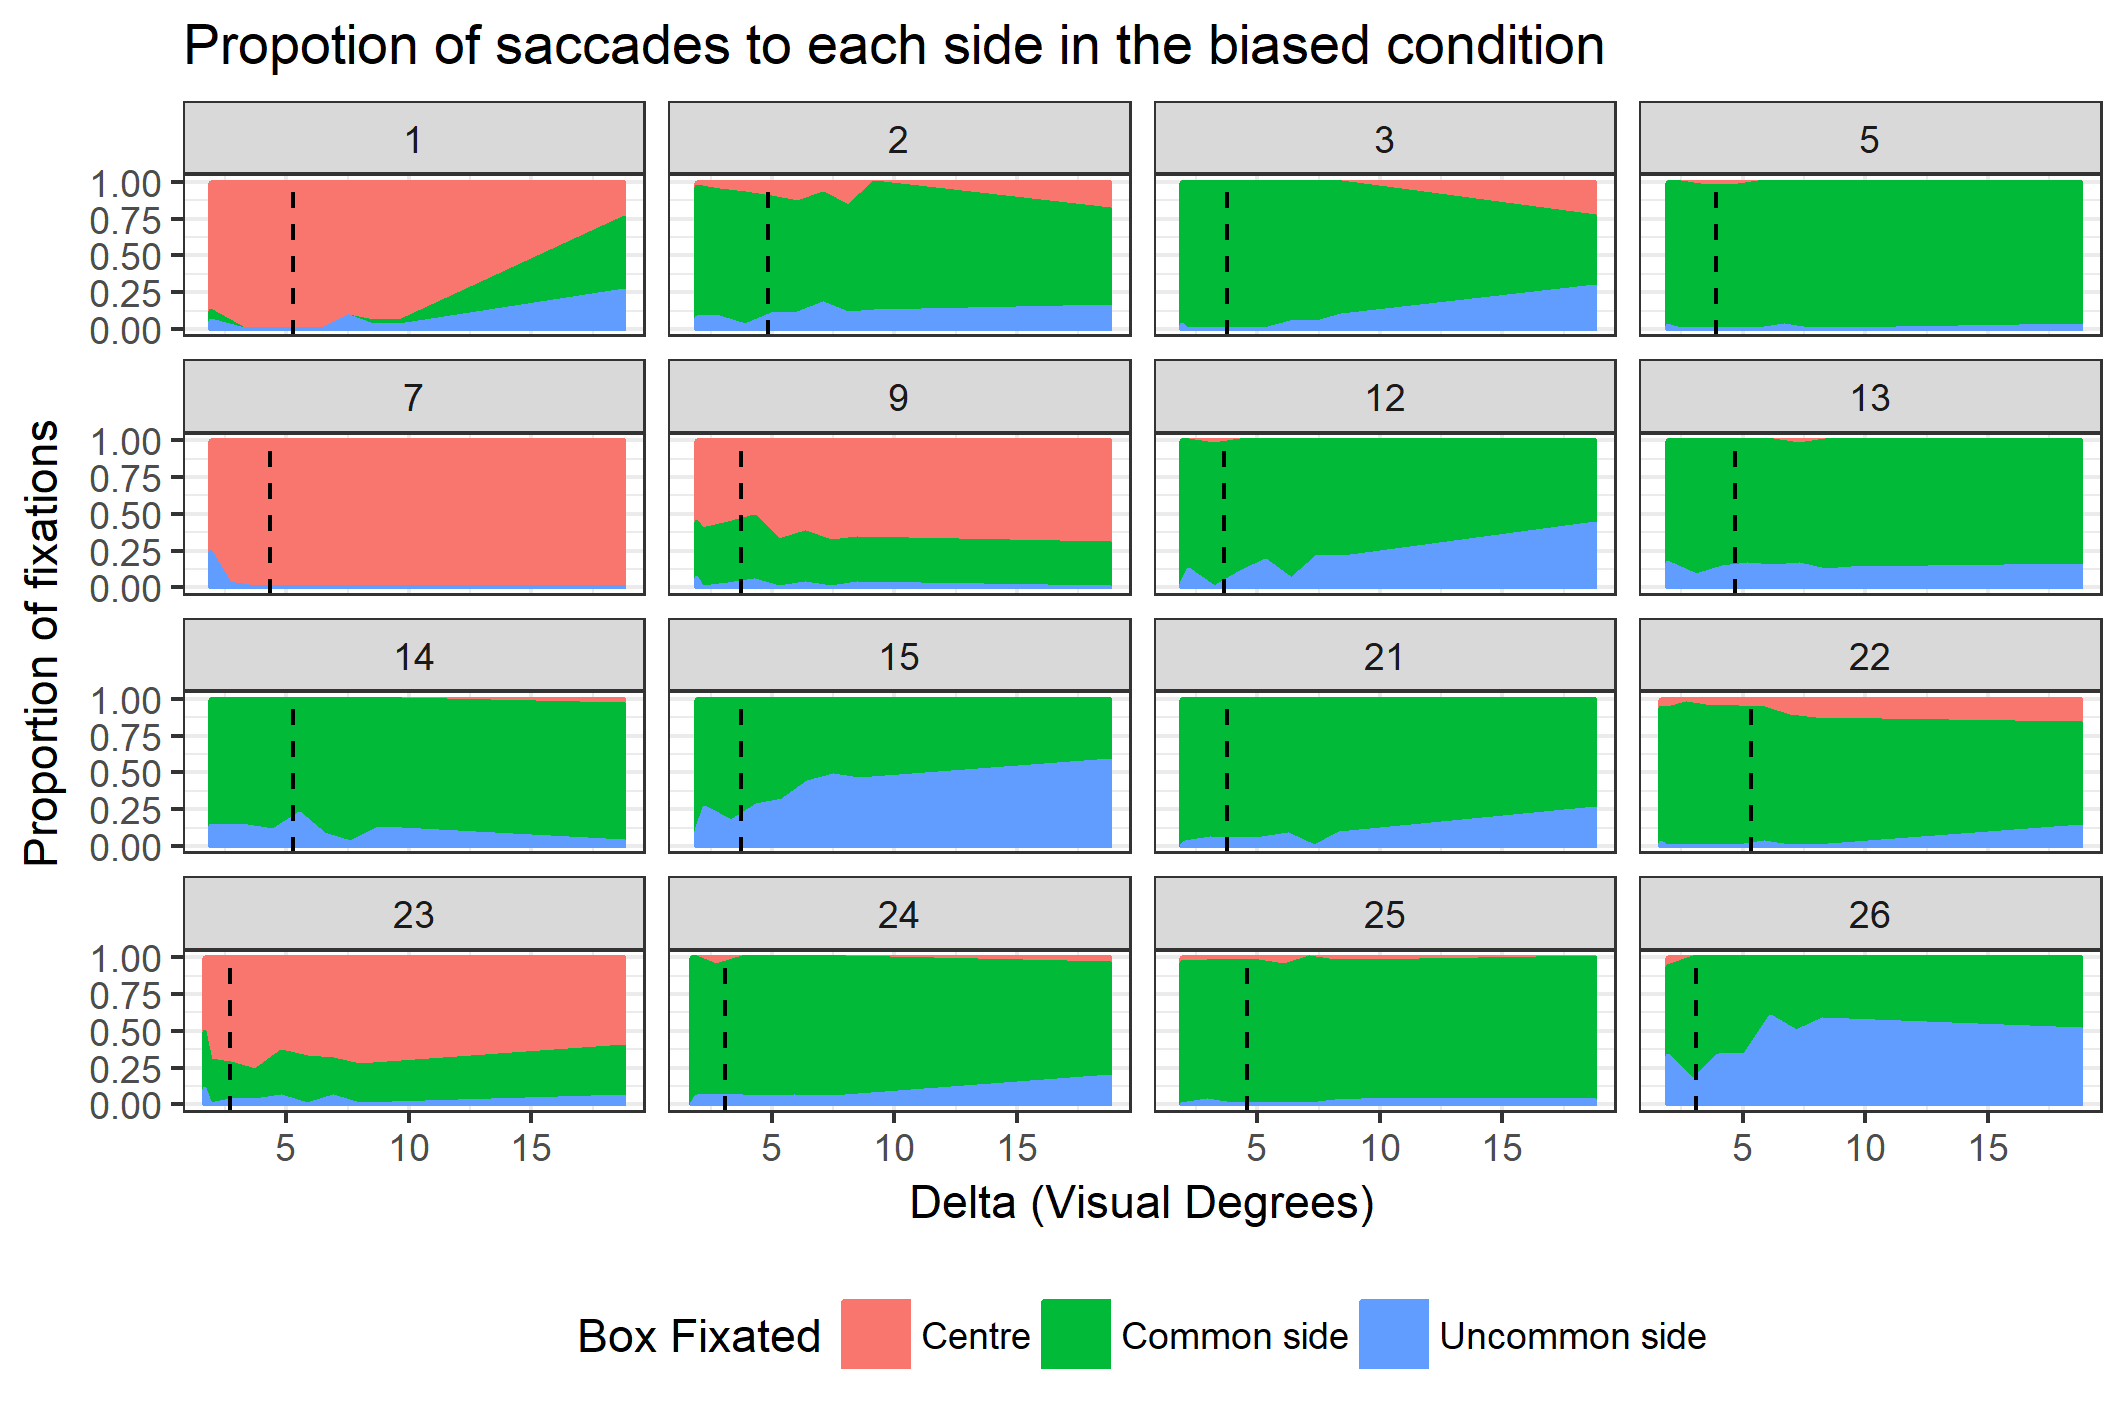 Propotion of saccades to each side in the biased condition
1 2 3 5
1.00
0.75
0.50
0.25
0.00
7 9 12 13
1.00
0.75
0.50
0.25
0.00
14 15 21 22
1.00
0.75
0.50
0.25
0.00
23 24 25 26
1.00
0.75
0.50
0.25
0.00
Proportion of fixations
5 10 15 5 10 15 5 10 15 5 10 15
Delta (Visual Degrees)
Box Fixated Centre Common side Uncommon side